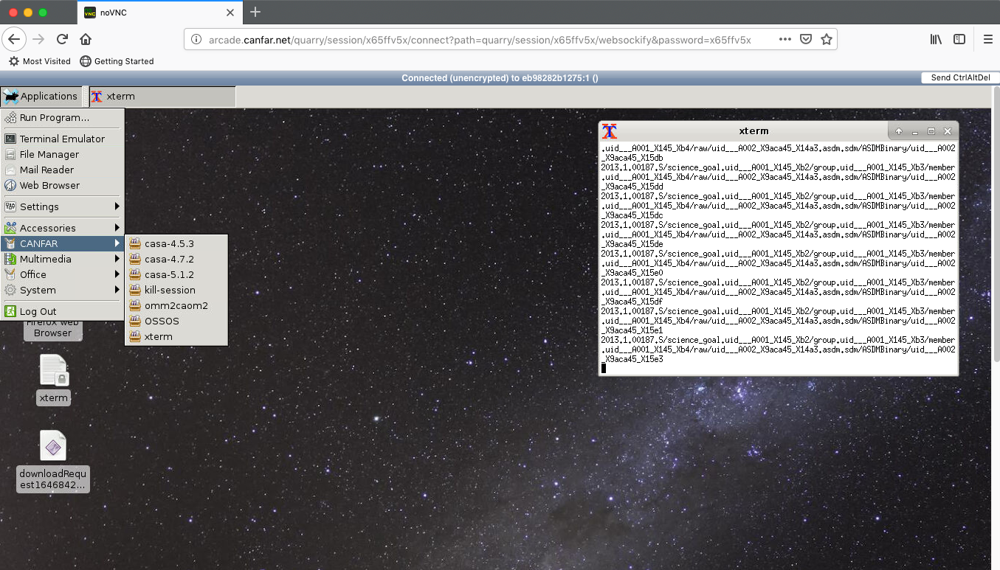 noVNC
arcade.canfar.net/quarry/session/x65ffv5x/connect?path=quarry/session/x65ffv5x/websockify&password=x65ffv5x
Most Visited
Getting Started
Connected (unencrypted) to eb98282b1275:1 ()
Send CtrlAltDel
Applications
xterm
Run Program...
Terminal Emulator
File Manager
Mail Reader
Web Browser
Settings
Accessories
CANFAR
Multimedia
Office
System
Log Out
casa-4.5.3
casa-4.7.2
casa-5.1.2
kill-session
omm2caom2
OSSOS
xterm
Firefox Web
Browser
xterm
downloadRequ
est1646842...
xterm
.uid___A001_X145_Xb4/raw/uid___A002_X9aca45_X14a3.asdm.sdm/ASDMBinary/uid___A002
_X9aca45_X15db
2013.1.00187.S/science_goal.uid___A001_X145_Xb2/group.uid___A001_X145_Xb3/member
.uid___A001_X145_Xb4/raw/uid___A002_X9aca45_X14a3.asdm.sdm/ASDMBinary/uid___A002
_X9aca45_X15dd
2013.1.00187.S/science_goal.uid___A001_X145_Xb2/group.uid___A001_X145_Xb3/member
.uid___A001_X145_Xb4/raw/uid___A002_X9aca45_X14a3.asdm.sdm/ASDMBinary/uid___A002
_X9aca45_X15dc
2013.1.00187.S/science_goal.uid___A001_X145_Xb2/group.uid___A001_X145_Xb3/member
.uid___A001_X145_Xb4/raw/uid___A002_X9aca45_X14a3.asdm.sdm/ASDMBinary/uid___A002
_X9aca45_X15de
2013.1.00187.S/science_goal.uid___A001_X145_Xb2/group.uid___A001_X145_Xb3/member
.uid___A001_X145_Xb4/raw/uid___A002_X9aca45_X14a3.asdm.sdm/ASDMBinary/uid___A002
_X9aca45_X15e0
2013.1.00187.S/science_goal.uid___A001_X145_Xb2/group.uid___A001_X145_Xb3/member
.uid___A001_X145_Xb4/raw/uid___A002_X9aca45_X14a3.asdm.sdm/ASDMBinary/uid___A002
_X9aca45_X15df
2013.1.00187.S/science_goal.uid___A001_X145_Xb2/group.uid___A001_X145_Xb3/member
.uid___A001_X145_Xb4/raw/uid___A002_X9aca45_X14a3.asdm.sdm/ASDMBinary/uid___A002
_X9aca45_X15e1
2013.1.00187.S/science_goal.uid___A001_X145_Xb2/group.uid___A001_X145_Xb3/member
.uid___A001_X145_Xb4/raw/uid___A002_X9aca45_X14a3.asdm.sdm/ASDMBinary/uid___A002
_X9aca45_X15e3